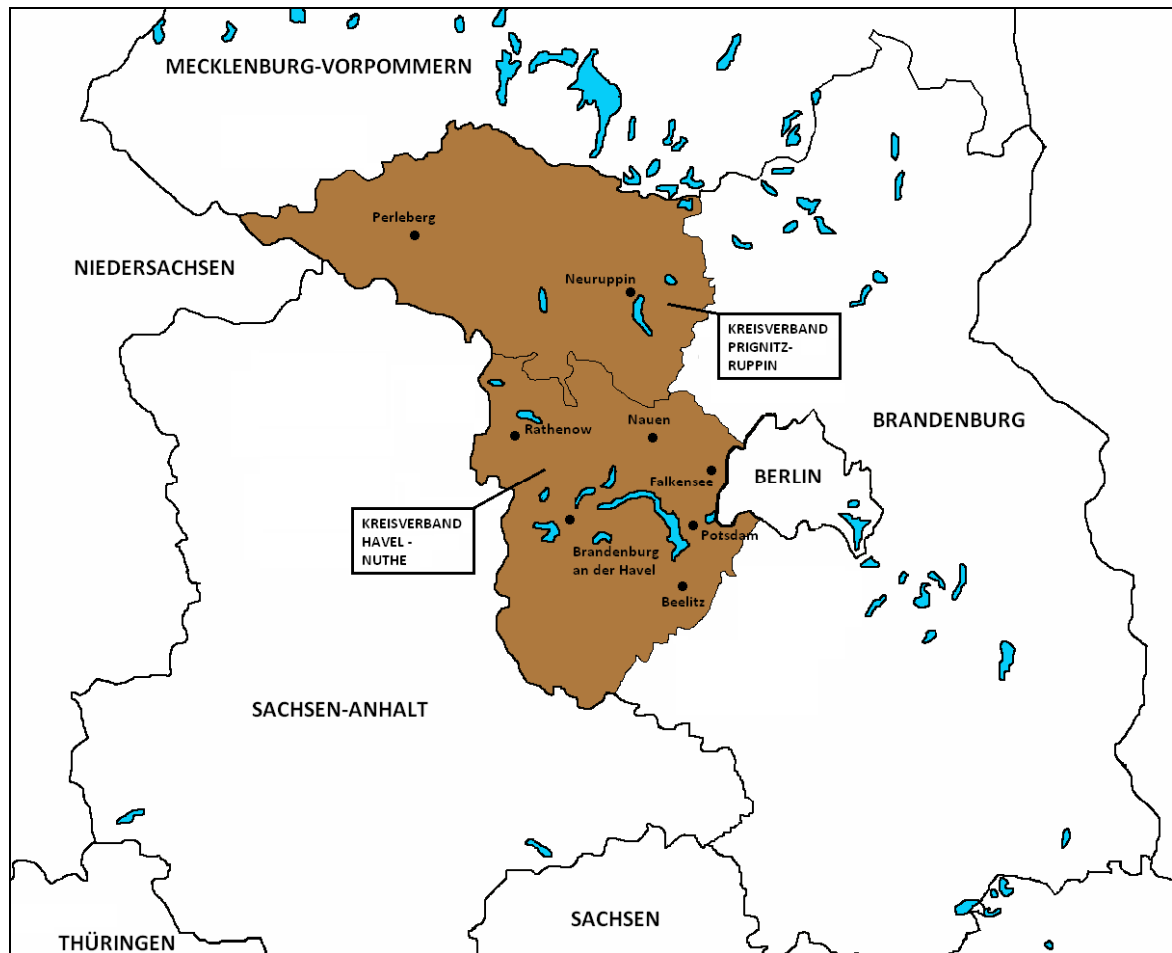 MECKLENBURG-VORPOMMERN
Perleberg
NIEDERSACHSEN
Neuruppin
KREISVERBAND
PRIGNITZ-
RUPPIN
BRANDENBURG
Nauen
Rathenow
BERLIN
Falkensee
KREISVERBAND
HAVEL -
NUTHE
Potsdam
Brandenburg
an der Havel
Beelitz
SACHSEN-ANHALT
SACHSEN
THÜRINGEN